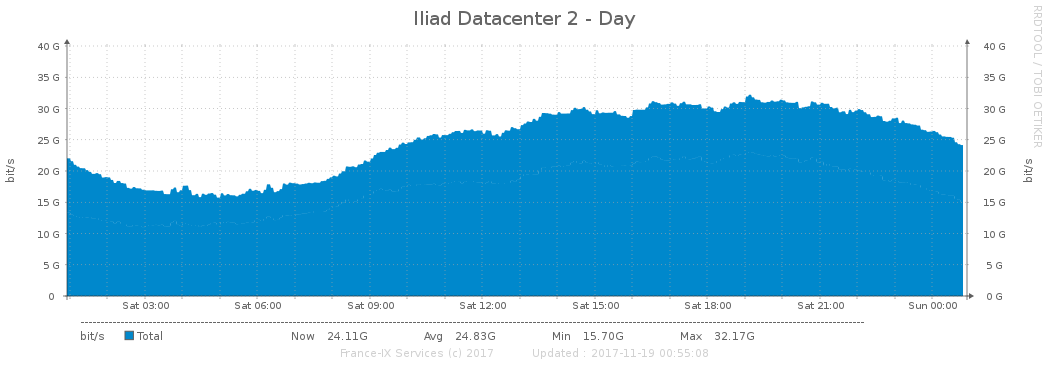 Iliad Datacenter 2 - Day
RRDTOOL / TOBI OETIKER
40 G 40 G
35 G 35 G
30 G 30 G
25 G 25 G
20 G 20 G
15 G 15 G
10 G 10 G
5 G 5 G
0 0 G
bit/s
bit/s
Sat 03:00 Sat 06:00 Sat 09:00 Sat 12:00 Sat 15:00 Sat 18:00 Sat 21:00 Sun 00:00
bit/s Total Now 24.11G Avg 24.83G Min 15.70G Max 32.17G
France-IX Services (c) 2017 Updated : 2017-11-19 00:55:08